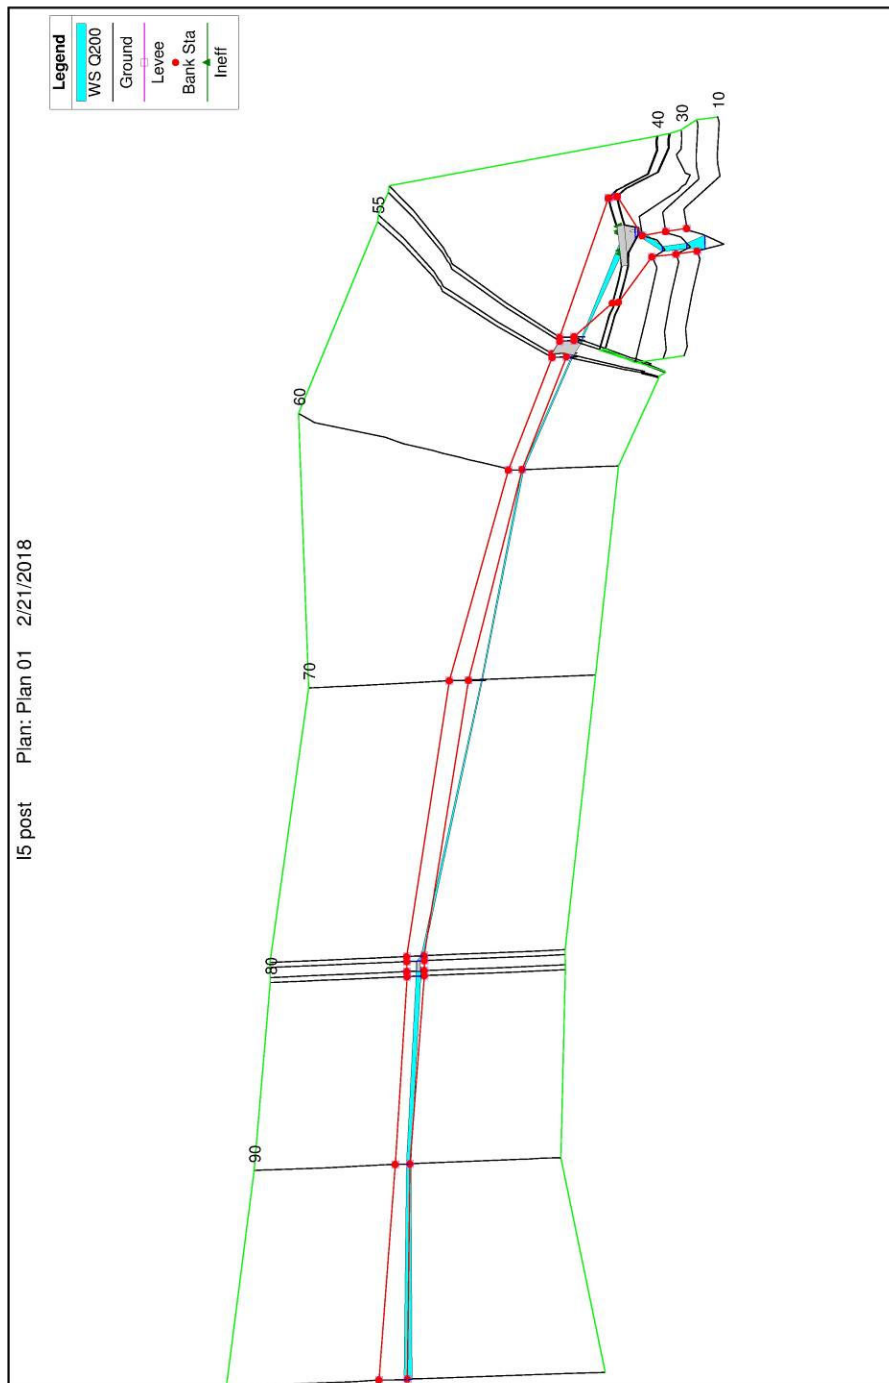 I5 post Plan: Plan 01 2/21/2018
Legend
WS Q200
Ground
Levee
Bank Sta
Ineff
10
30
40
55
60
70
80
90